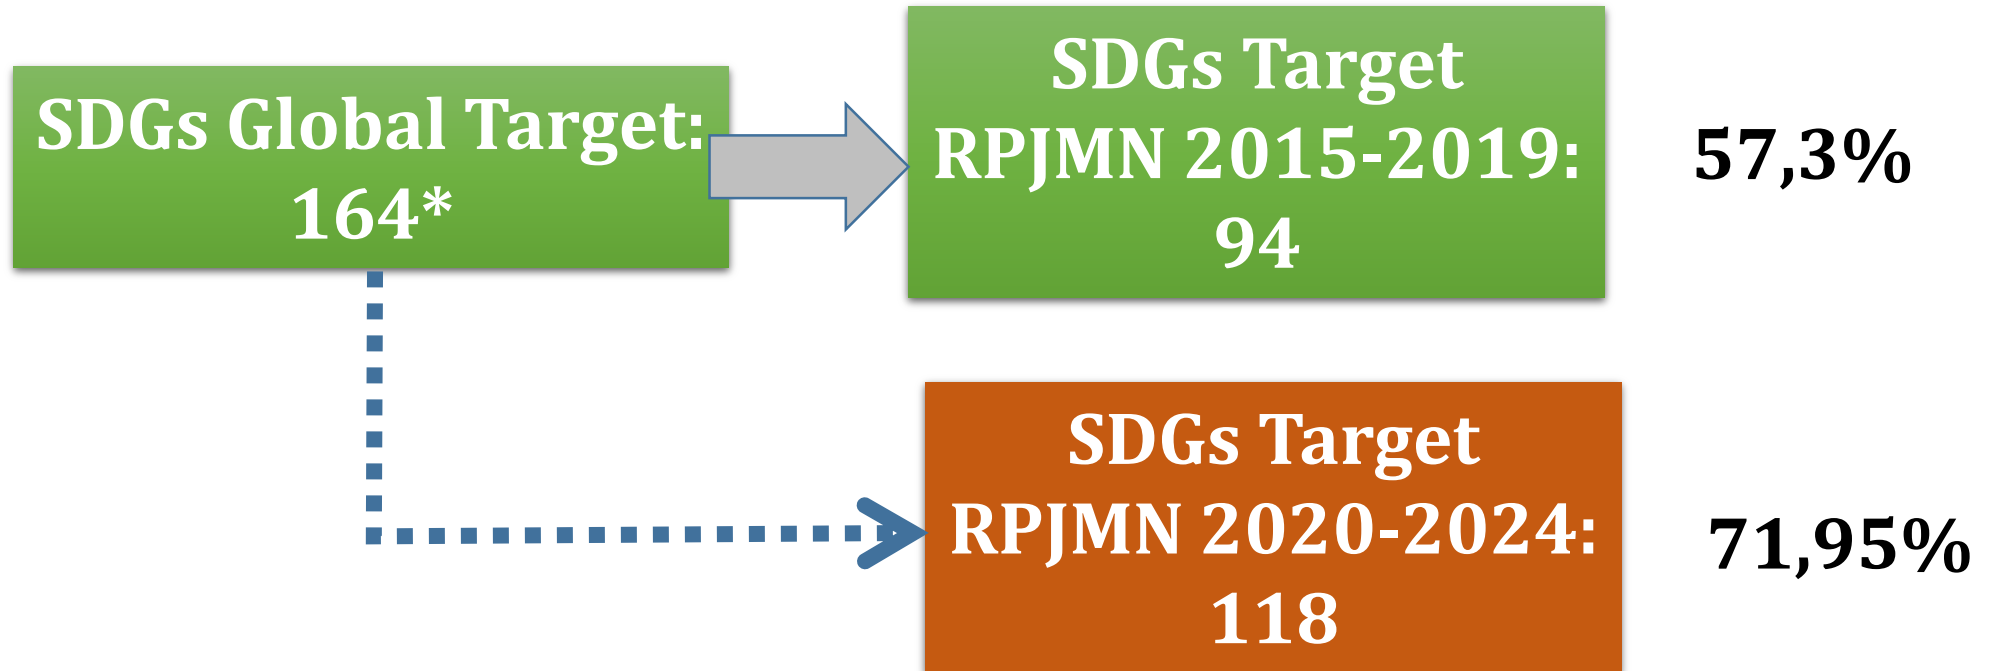 SDGs Global Target:
164*
SDGs Target
RPJMN 2015-2019:
94
57,3%
SDGs Target
RPJMN 2020-2024:
118
71,95%